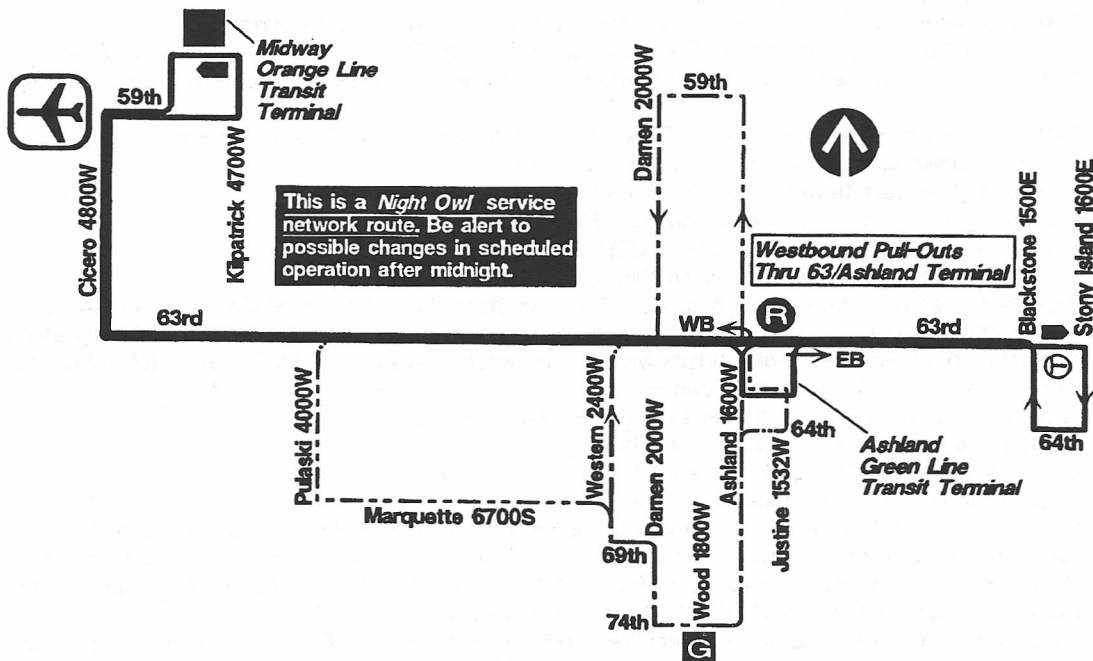 Midway
Orange Line
Transit
Terminal
59th
Cicero 4800W
Kilpatrick 4700W
This is a Night Owl service
network route. Be alert to
possible changes in scheduled
operation after midnight.
Damen 2000W
59th
Westbound Pull-Outs
Thru 63/Ashland Terminal
Blackstone 1500E
Stony Island 1600E
63rd
WB
R
63rd
EB
T
64th
Pulaski 4000W
Western 2400W
Marquette 6700S
Damen 2000W
Wood 1800W
Ashland 1600W
Justine 1532W
64th
Ashland
Green Line
Transit Terminal
69th
74th
G